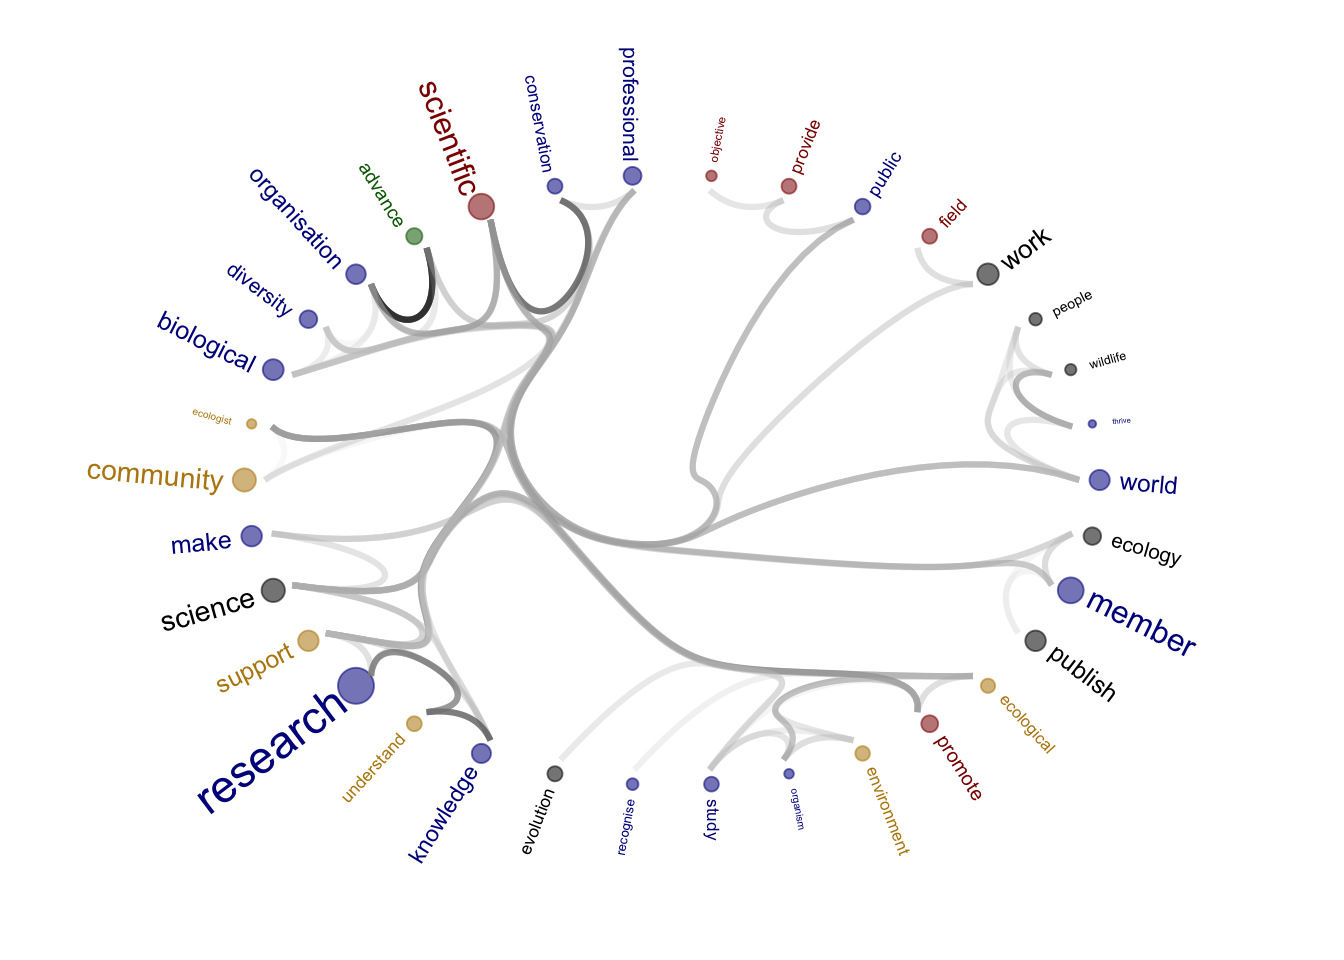 professional
objective
provide
public
field
work
people
wildlife
thrive
world
ecology
member
publish
ecological
promote
environment
organism
study
recognise
evolution
knowledge
understand
research
support
science
make
community
ecologist
biological
diversity
organisation
advance
scientific
conservation